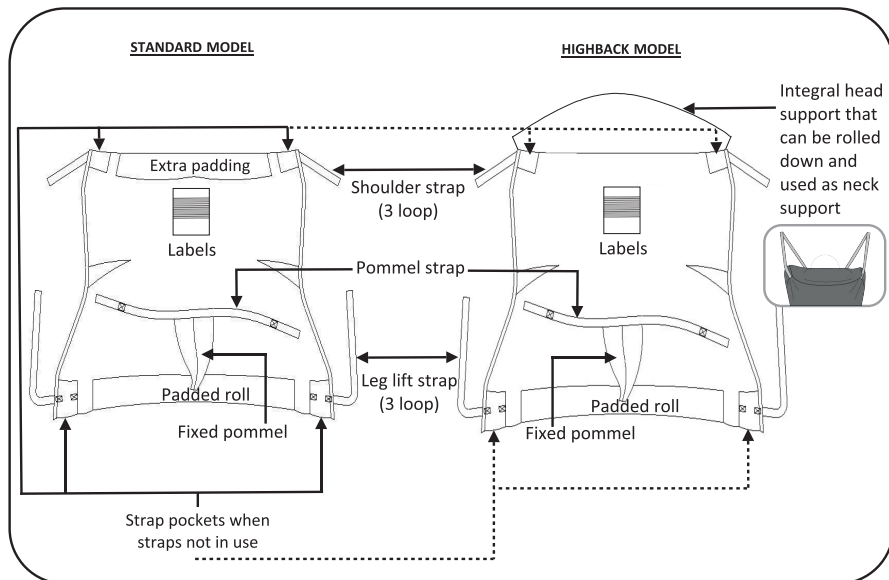 STANDARD MODEL
HIGHBACK MODEL
Integral head
support that
can be rolled
down and
used as neck
support
Extra padding
Shoulder strap
(3 loop)
Labels
Labels
Pommel strap
Leg lift strap
(3 loop)
Padded roll
Padded roll
Fixed pommel
Fixed pommel
Strap pockets when
straps not in use